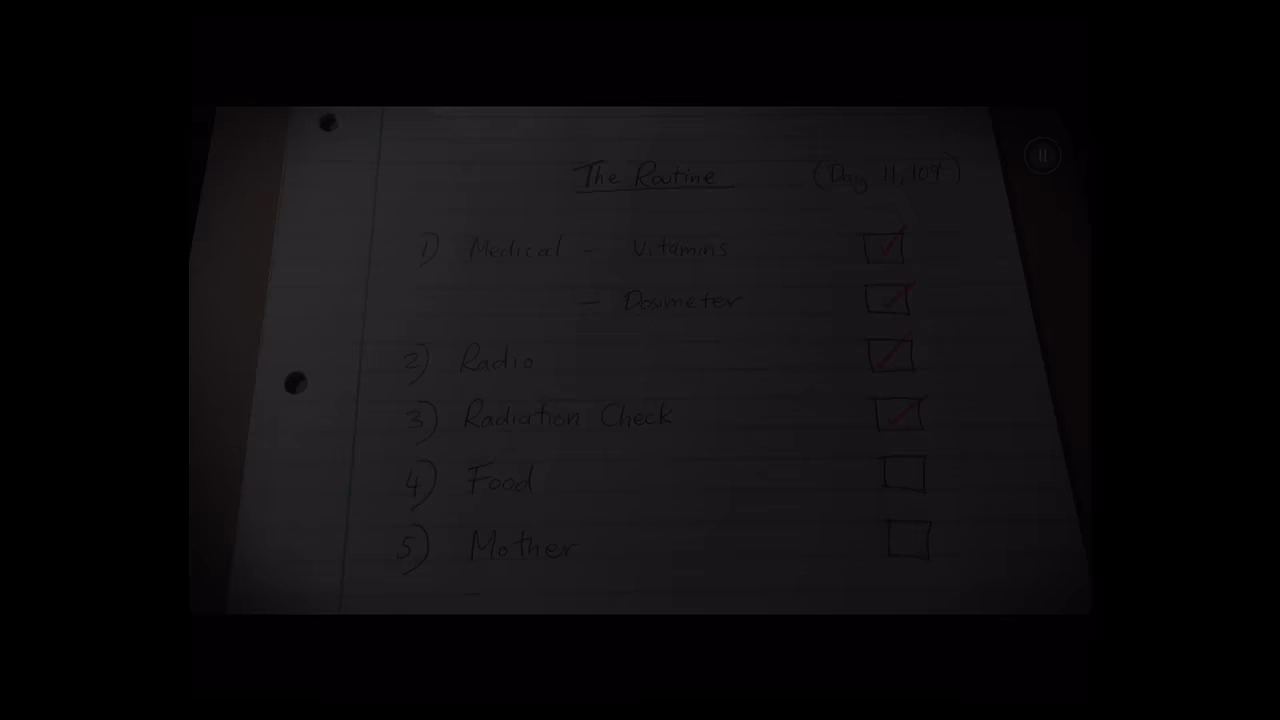 The Routine (Day 11,109)
1) Medical - Vitamins
- Dosimeter
2) Radio
3) Radiation Check
4) Food
5) Mother